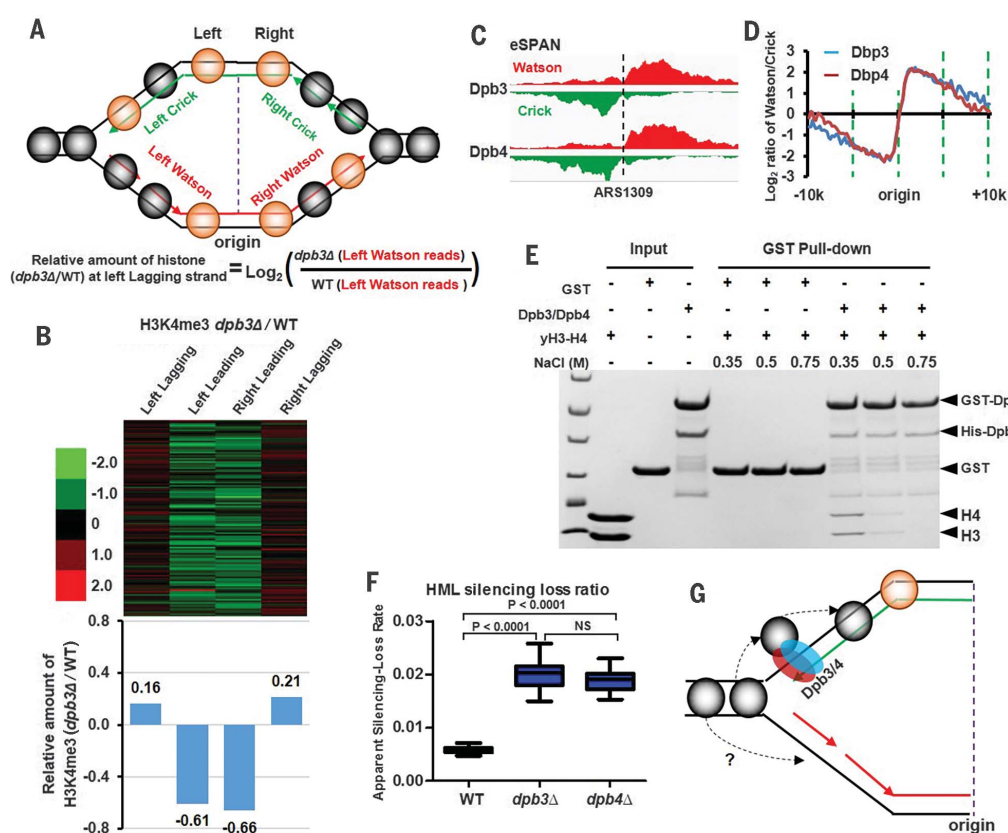 A
Left
Right
Left Crick
Right Crick
Left Watson
Right Watson
origin
Relative amount of histone
(dpb3Δ/WT) at left Lagging strand
= Log2
(
dpb3Δ (Left Watson reads)
WT (Left Watson reads )
)
B
H3K4me3 dpb3Δ / WT
Left Lagging
Left Leading
Right Leading
Right Lagging
-2.0
-1.0
0
1.0
2.0
Relative amount of
H3K4me3 (dpb3Δ / WT)
0.8
0.4
0.0
-0.4
-0.8
0.16
-0.61
-0.66
0.21
C
eSPAN
Watson
Dpb3
Crick
Dpb4
ARS1309
D
Log2 ratio of Watson/Crick
3
2
1
0
-1
-2
-3
Dbp3
Dbp4
-10k
origin
+10k
E
Input
GST Pull-down
GST - + - + + + - - -
Dpb3/Dpb4 - - + - - - + + +
yH3-H4 + - - + + + + + +
NaCl (M) - - - 0.35 0.5 0.75 0.35 0.5 0.75
GST-Dp
His-Dpb
GST
H4
H3
F
HML silencing loss ratio
P < 0.0001
P < 0.0001
NS
Apparent Silencing-Loss Rate
0.03
0.02
0.01
0.00
WT
dpb3Δ
dpb4Δ
G
Dpb3/4
?
origin